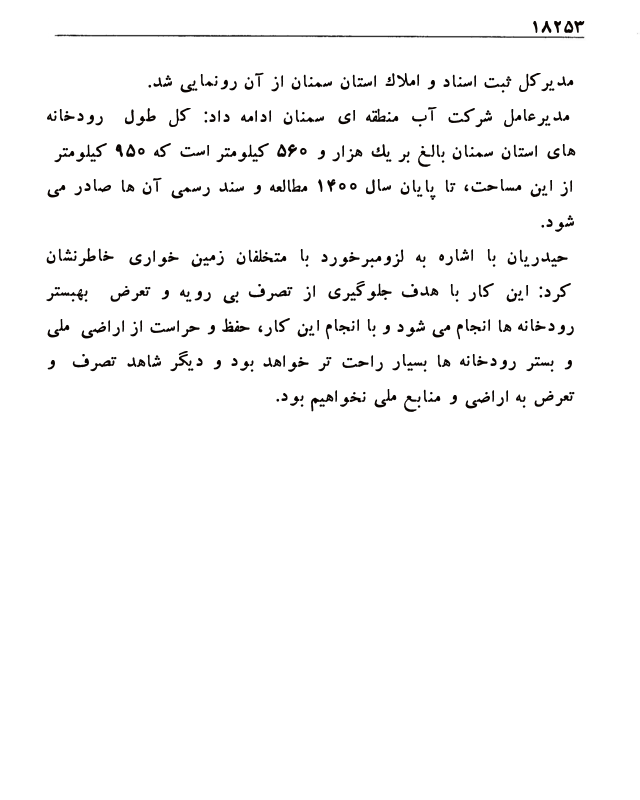 ۱۸۲۵۳
مدیرکل ثبت اسناد و املاک استان سمنان از آن رونمایی شد.
مدیرعامل شرکت آب منطقه ای سمنان ادامه داد: کل طول رودخانه
های استان سمنان بالغ بر یک هزار و ۵۶۰ کیلومتر است که ۹۵۰ کیلومتر
از این مساحت، تا پایان سال ۱۴۰۰ مطالعه و سند رسمی آن ها صادر می
شود.
حیدریان با اشاره به لزومبرخورد با متخلفان زمین خواری خاطرنشان
کرد: این کار با هدف جلوگیری از تصرف بی رویه و تعرض بهبستر
رودخانه ها انجام می شود و با انجام این کار، حفظ و حراست از اراضی ملی
و بستر رودخانه ها بسیار راحت تر خواهد بود و دیگر شاهد تصرف و
تعرض به اراضی و منابع ملی نخواهیم بود.